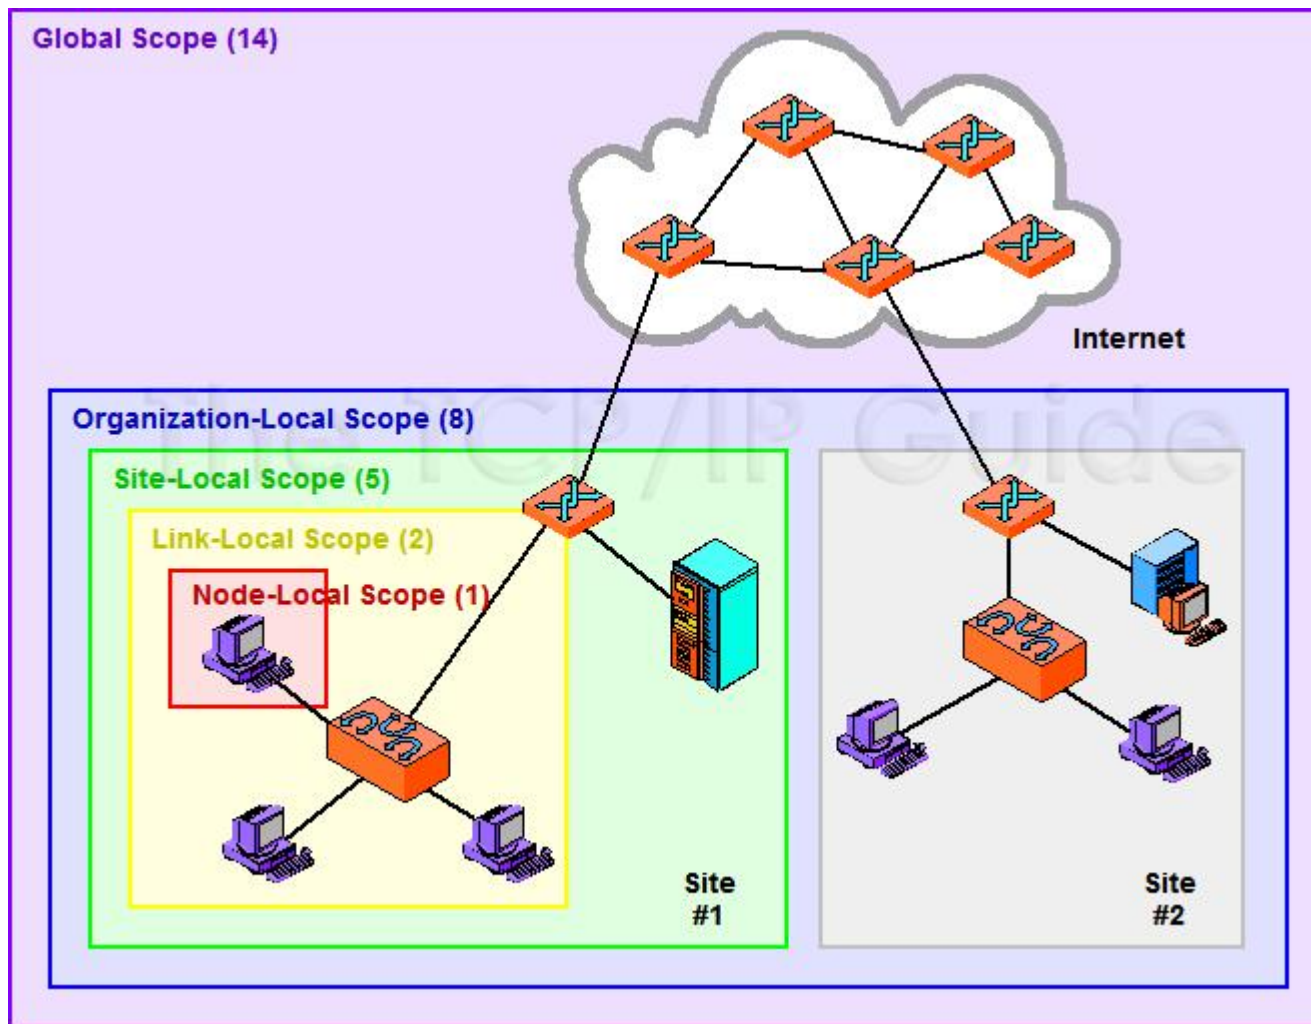 Global Scope (14)
Internet
The TCP/IP Guide
Organization-Local Scope (8)
Site-Local Scope (5)
Link-Local Scope (2)
Node-Local Scope (1)
Site
#1
Site
#2